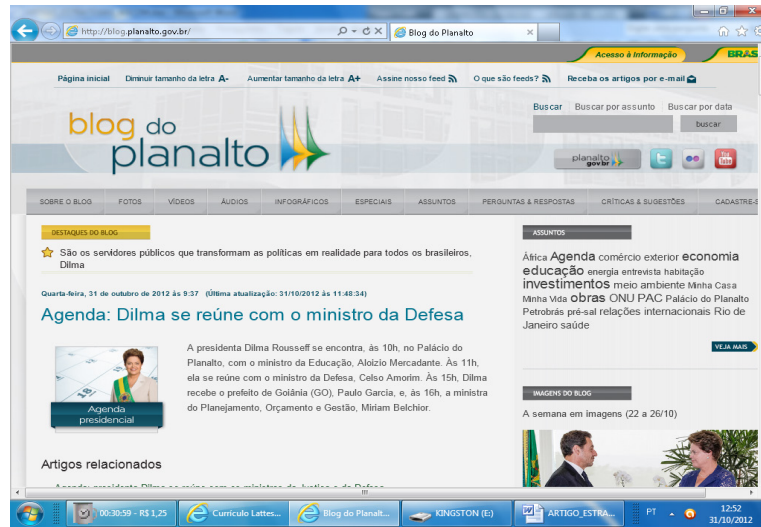 http://blog.planalto.gov.br/
Blog do Planalto
Acesso à Informação
BRAS
Página inicial Diminuir tamanho da letra A- Aumentar tamanho da letra A+ Assine nosso feed O que são feeds? Receba os artigos por e-mail
blog do
planalto
Buscar Buscar por assunto Buscar por data
buscar
planalto
gov br
You
Tube
SOBRE O BLOG FOTOS VÍDEOS ÁUDIOS INFOGRÁFICOS ESPECIAIS ASSUNTOS PERGUNTAS & RESPOSTAS CRÍTICAS & SUGESTÕES CADASTRE-S
DESTAQUES DO BLOG
São os servidores públicos que transformam as políticas em realidade para todos os brasileiros,
Dilma
Quarta-feira, 31 de outubro de 2012 às 9:37 (Última atualização: 31/10/2012 às 11:48:34)
Agenda: Dilma se reúne com o ministro da Defesa
Agenda
presidencial
A presidenta Dilma Rousseff se encontra, às 10h, no Palácio do
Planalto, com o ministro da Educação, Aloizio Mercadante. Às 11h,
ela se reúne com o ministro da Defesa, Celso Amorim. Às 15h, Dilma
recebe o prefeito de Goiânia (GO), Paulo Garcia, e, às 16h, a ministra
do Planejamento, Orçamento e Gestão, Miriam Belchior.
Artigos relacionados
ASSUNTOS
África Agenda comércio exterior economia
educação energia entrevista habitação
investimentos meio ambiente Minha Casa
Minha Vida obras ONU PAC Palácio do Planalto
Petrobrás pré-sal relações internacionais Rio de
Janeiro saúde
VEJA MAIS
IMAGENS DO BLOG
A semana em imagens (22 a 26/10)
00:30:59 - R$ 1,25
Currículo Lattes...
Blog do Planalt...
KINGSTON (E:)
ARTIGO_ESTRA...
PT
12:52
31/10/2012